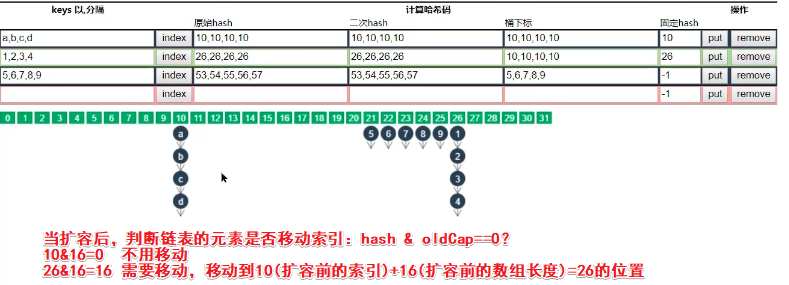 keys 以,分隔 计算哈希码 操作
原始hash 二次hash 桶下标 固定hash
a,b,c,d index 10,10,10,10 10,10,10,10 10,10,10,10 10 put remove
1,2,3,4 index 26,26,26,26 26,26,26,26 10,10,10,10 26 put remove
5,6,7,8,9 index 53,54,55,56,57 53,54,55,56,57 5,6,7,8,9 -1 put remove
index -1 put remove
0 1 2 3 4 5 6 7 8 9 10 11 12 13 14 15 16 17 18 19 20 21 22 23 24 25 26 27 28 29 30 31
a 5 6 7 8 9 1
b 2
c 3
d 4
当扩容后，判断链表的元素是否移动索引：hash & oldCap==0？
10&16=0 不用移动
26&16=16 需要移动，移动到10(扩容前的索引)+16(扩容前的数组长度)=26的位置